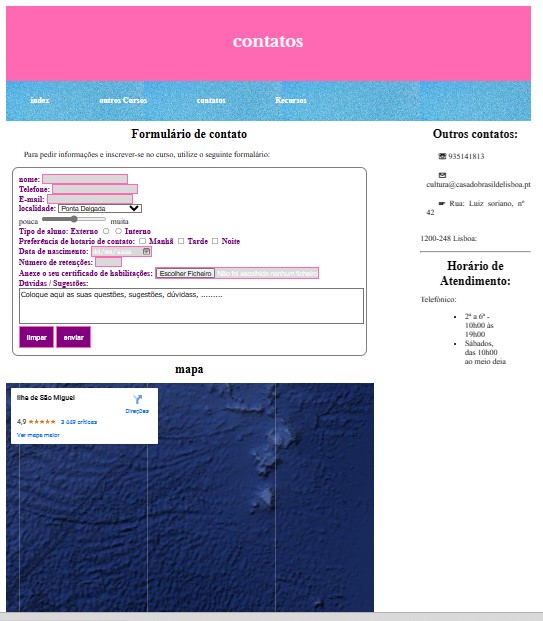 contatos
index outros Cursos contatos Recursos
Formulário de contato
Para pedir informações e inscrever-se no curso, utilize o seguinte formulário:
nome:
Telefone:
E-mail:
localidade: Ponta Delgada
pouca muita
Tipo de aluno: Externo Interno
Preferência de horario de contato: Manhã Tarde Noite
Data de nascimento:
Número de retenções:
Anexe o seu certificado de habilitações: Escolher Ficheiro Não foi escolhido nenhum ficheiro
Dúvidas / Sugestões:
Coloque aqui as suas questões, sugestões, dúvidass, .........
limpar enviar
mapa
Ilha de São Miguel
Direções
4,9 ★★★★★ 3 449 críticas
Ver mapa maior
Outros contatos:
☎ 935141813
✉
cultura@casadobrasildelisboa.pt
☛ Rua: Luiz soriano, nº
42
1200-248 Lisboa:
Horário de
Atendimento:
Telefónico:
2ª a 6ª -
10h00 às
19h00
Sábados,
das 10h00
ao meio deia